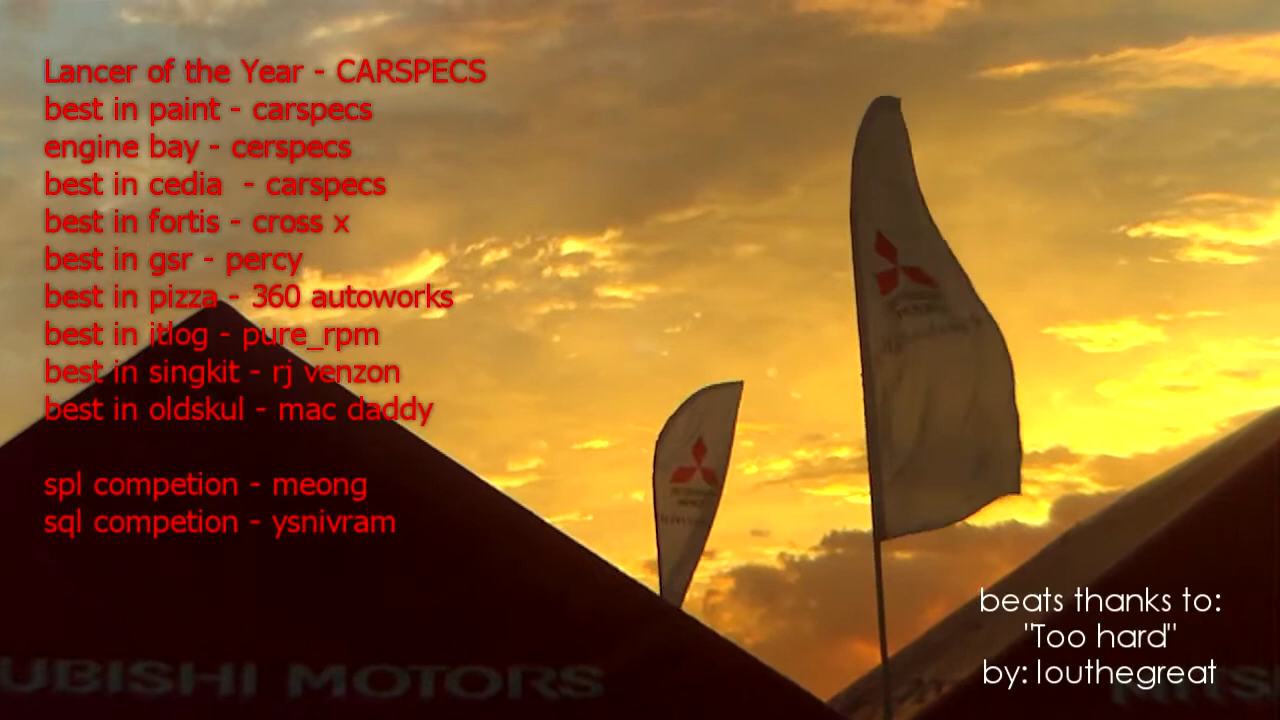 Lancer of the Year - CARSPECS
best in paint - carspecs
engine bay - cerspecs
best in cedia - carspecs
best in fortis - cross x
best in gsr - percy
best in pizza - 360 autoworks
best in itlog - pure_rpm
best in singkit - rj venzon
best in oldskul - mac daddy
spl competion - meong
sql competion - ysnivram
beats thanks to:
"Too hard"
by: louthegreat
UBISHI MOTORS